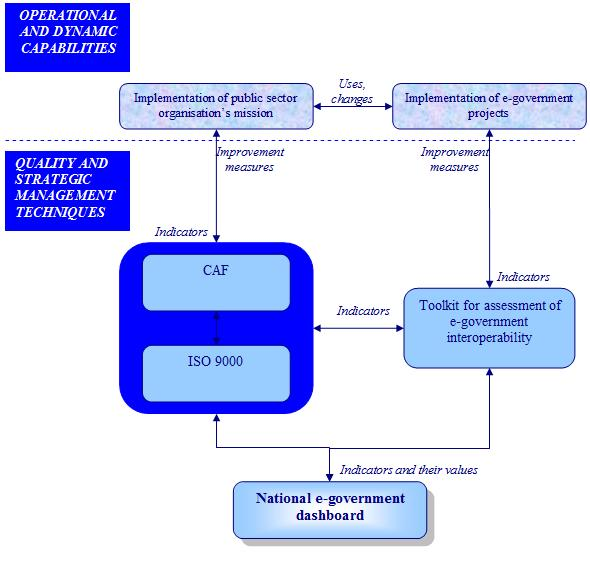 OPERATIONAL
AND DYNAMIC
CAPABILITIES
Implementation of public sector
organisation's mission
Uses,
changes
Implementation of e-government
projects
QUALITY AND
STRATEGIC
MANAGEMENT
TECHNIQUES
Improvement
measures
Improvement
measures
Indicators
CAF
ISO 9000
Indicators
Indicators
Toolkit for assessment of
e-government
interoperability
Indicators and their values
National e-government
dashboard